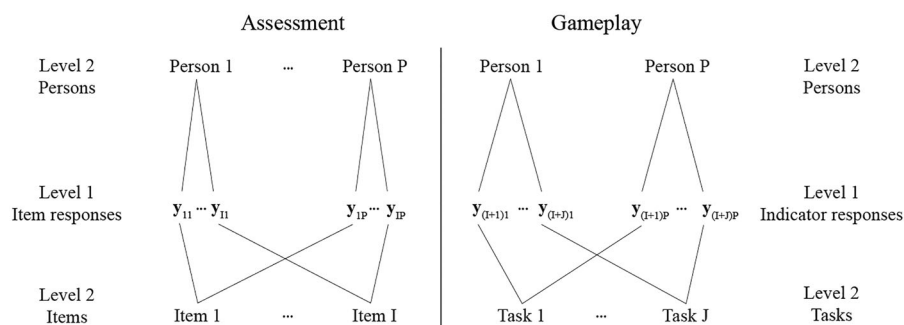 Assessment Gameplay
Level 2 Person 1 ... Person P Person 1 Person P Level 2
Persons Persons
Level 1 Level 1
Item responses y11 ... yI1 y1P ... yIP y(I+1)1 ... y(I+J)1 y(I+1)P ... y(I+J)P Indicator responses
Level 2 Level 2
Items Item 1 ... Item I Task 1 ... Task J Tasks